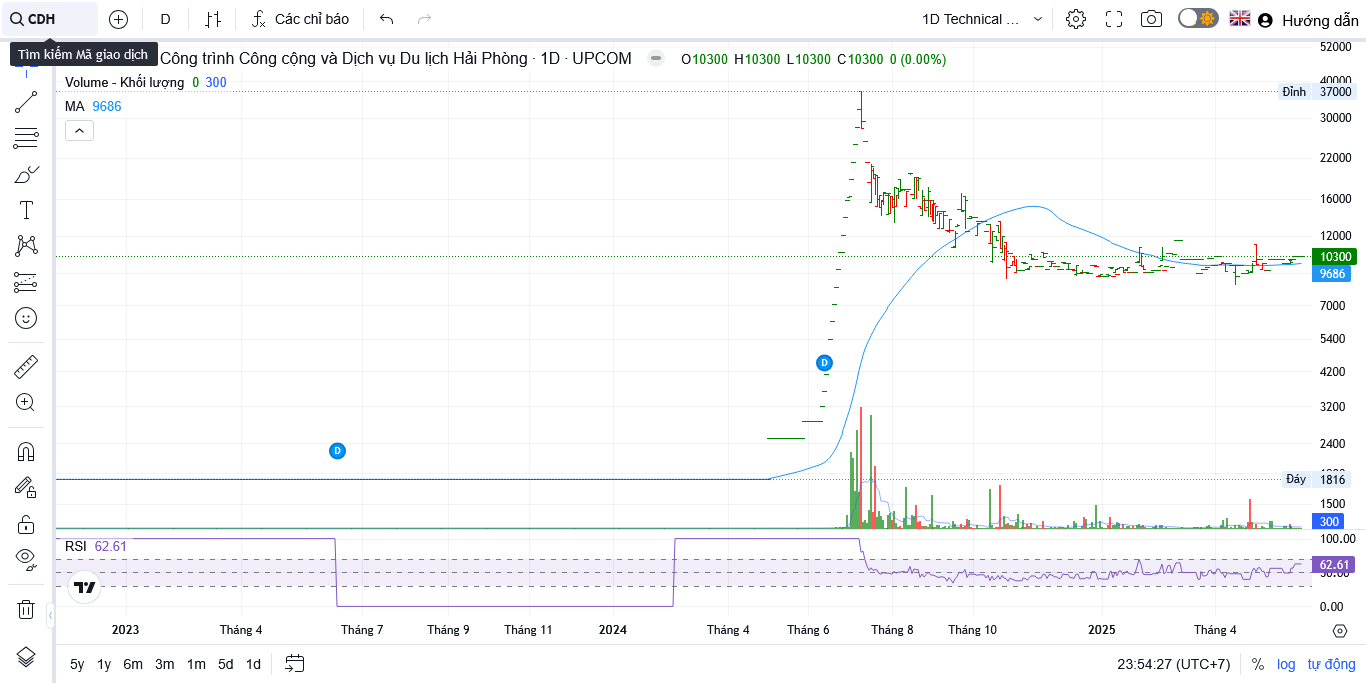 CDH
D
Các chỉ báo
1D Technical ...
Hướng dẫn
Tìm kiếm Mã giao dịch
Công trình Công cộng và Dịch vụ Du lịch Hải Phòng · 1D · UPCOM
O10300 H10300 L10300 C10300 0 (0.00%)
Volume - Khối lượng 0 300
MA 9686
52000
40000
Đỉnh 37000
30000
22000
16000
12000
10300
9686
7000
5400
4200
3200
2400
Đáy 1816
1500
300
D
D
RSI 62.61
100.00
62.61
50.00
0.00
2023 Tháng 4 Tháng 7 Tháng 9 Tháng 11 2024 Tháng 4 Tháng 6 Tháng 8 Tháng 10 2025 Tháng 4
5y 1y 6m 3m 1m 5d 1d
23:54:27 (UTC+7) % log tự động